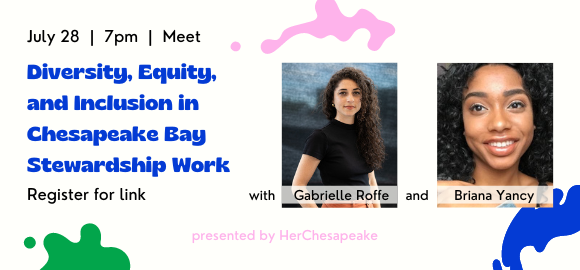 July 28 | 7pm | Meet
Diversity, Equity,
and Inclusion in
Chesapeake Bay
Stewardship Work
Register for link
with Gabrielle Roffe and Briana Yancy
presented by HerChesapeake